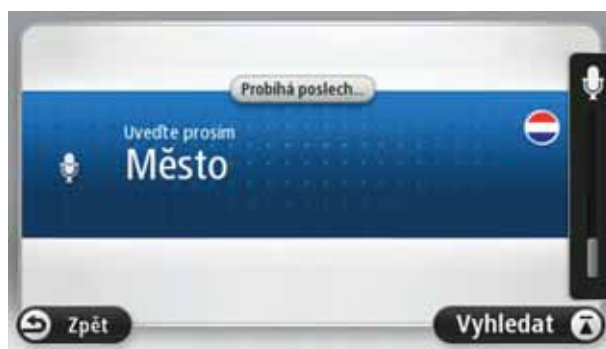 Probíhá poslech...
Uveďte prosím
Město
Zpět
Vyhledat